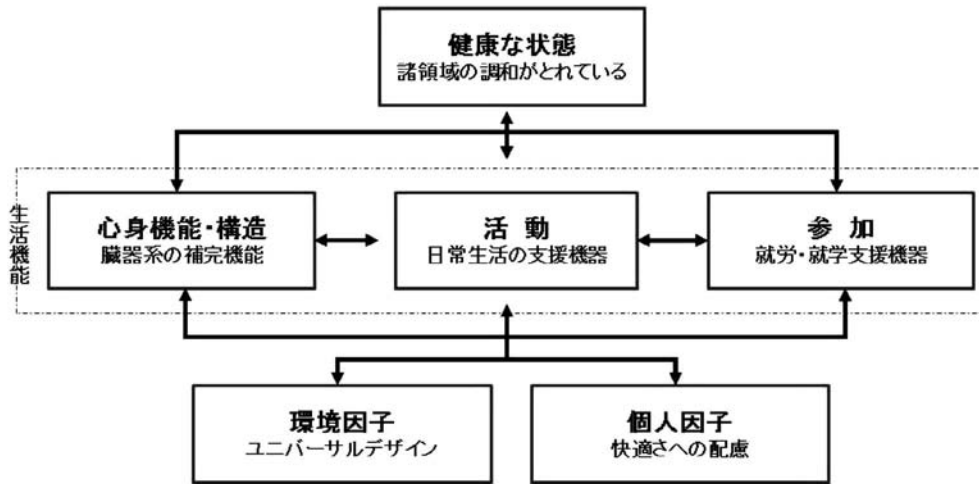 健康な状態
諸領域の調和がとれている
生活機能
心身機能・構造
臓器系の補完機能
活 動
日常生活の支援機器
参 加
就労・就学支援機器
環境因子
ユニバーサルデザイン
個人因子
快適さへの配慮